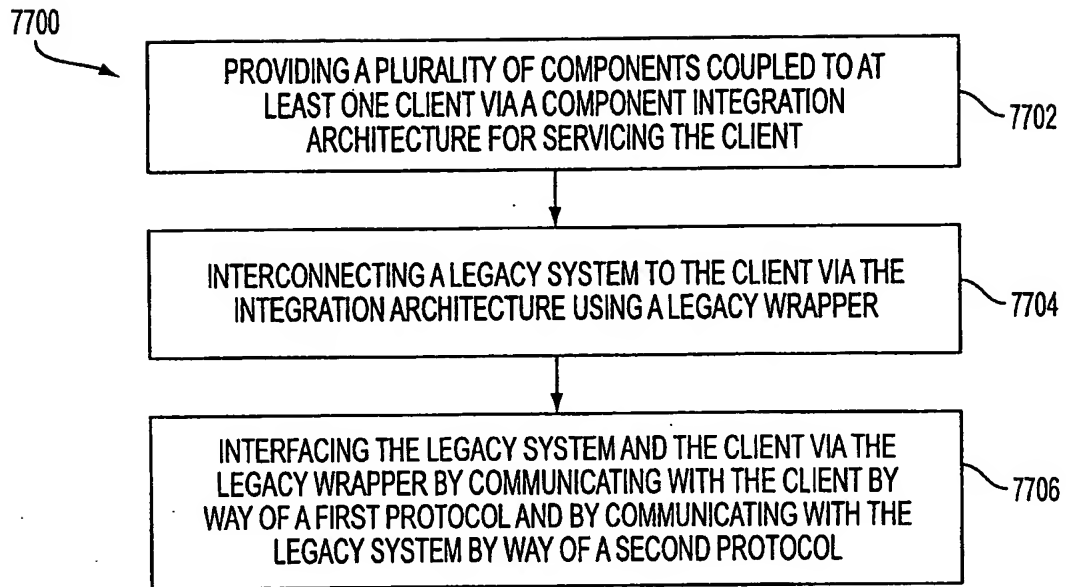 7700
PROVIDING A PLURALITY OF COMPONENTS COUPLED TO AT
LEAST ONE CLIENT VIA A COMPONENT INTEGRATION
ARCHITECTURE FOR SERVICING THE CLIENT
7702
INTERCONNECTING A LEGACY SYSTEM TO THE CLIENT VIA THE
INTEGRATION ARCHITECTURE USING A LEGACY WRAPPER
7704
INTERFACING THE LEGACY SYSTEM AND THE CLIENT VIA THE
LEGACY WRAPPER BY COMMUNICATING WITH THE CLIENT BY
WAY OF A FIRST PROTOCOL AND BY COMMUNICATING WITH THE
LEGACY SYSTEM BY WAY OF A SECOND PROTOCOL
7706